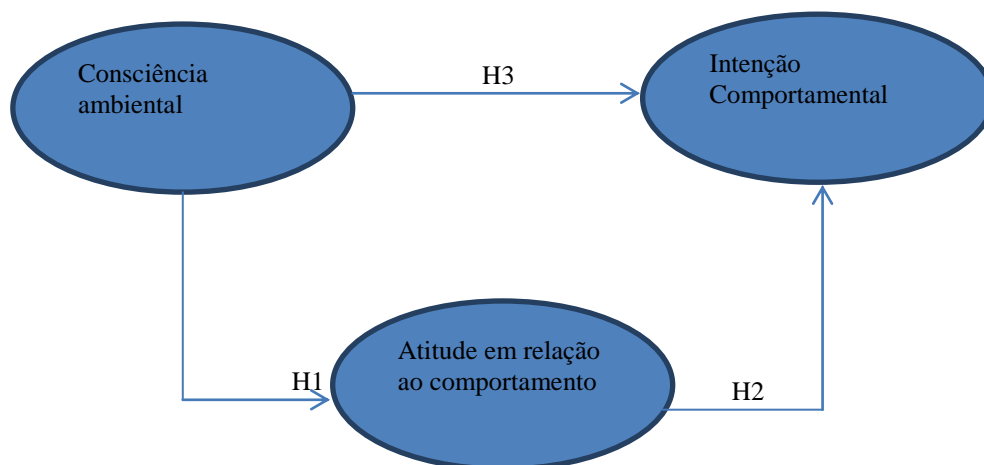 Consciência
ambiental
H3
Intenção
Comportamental
H1
Atitude em relação
ao comportamento
H2